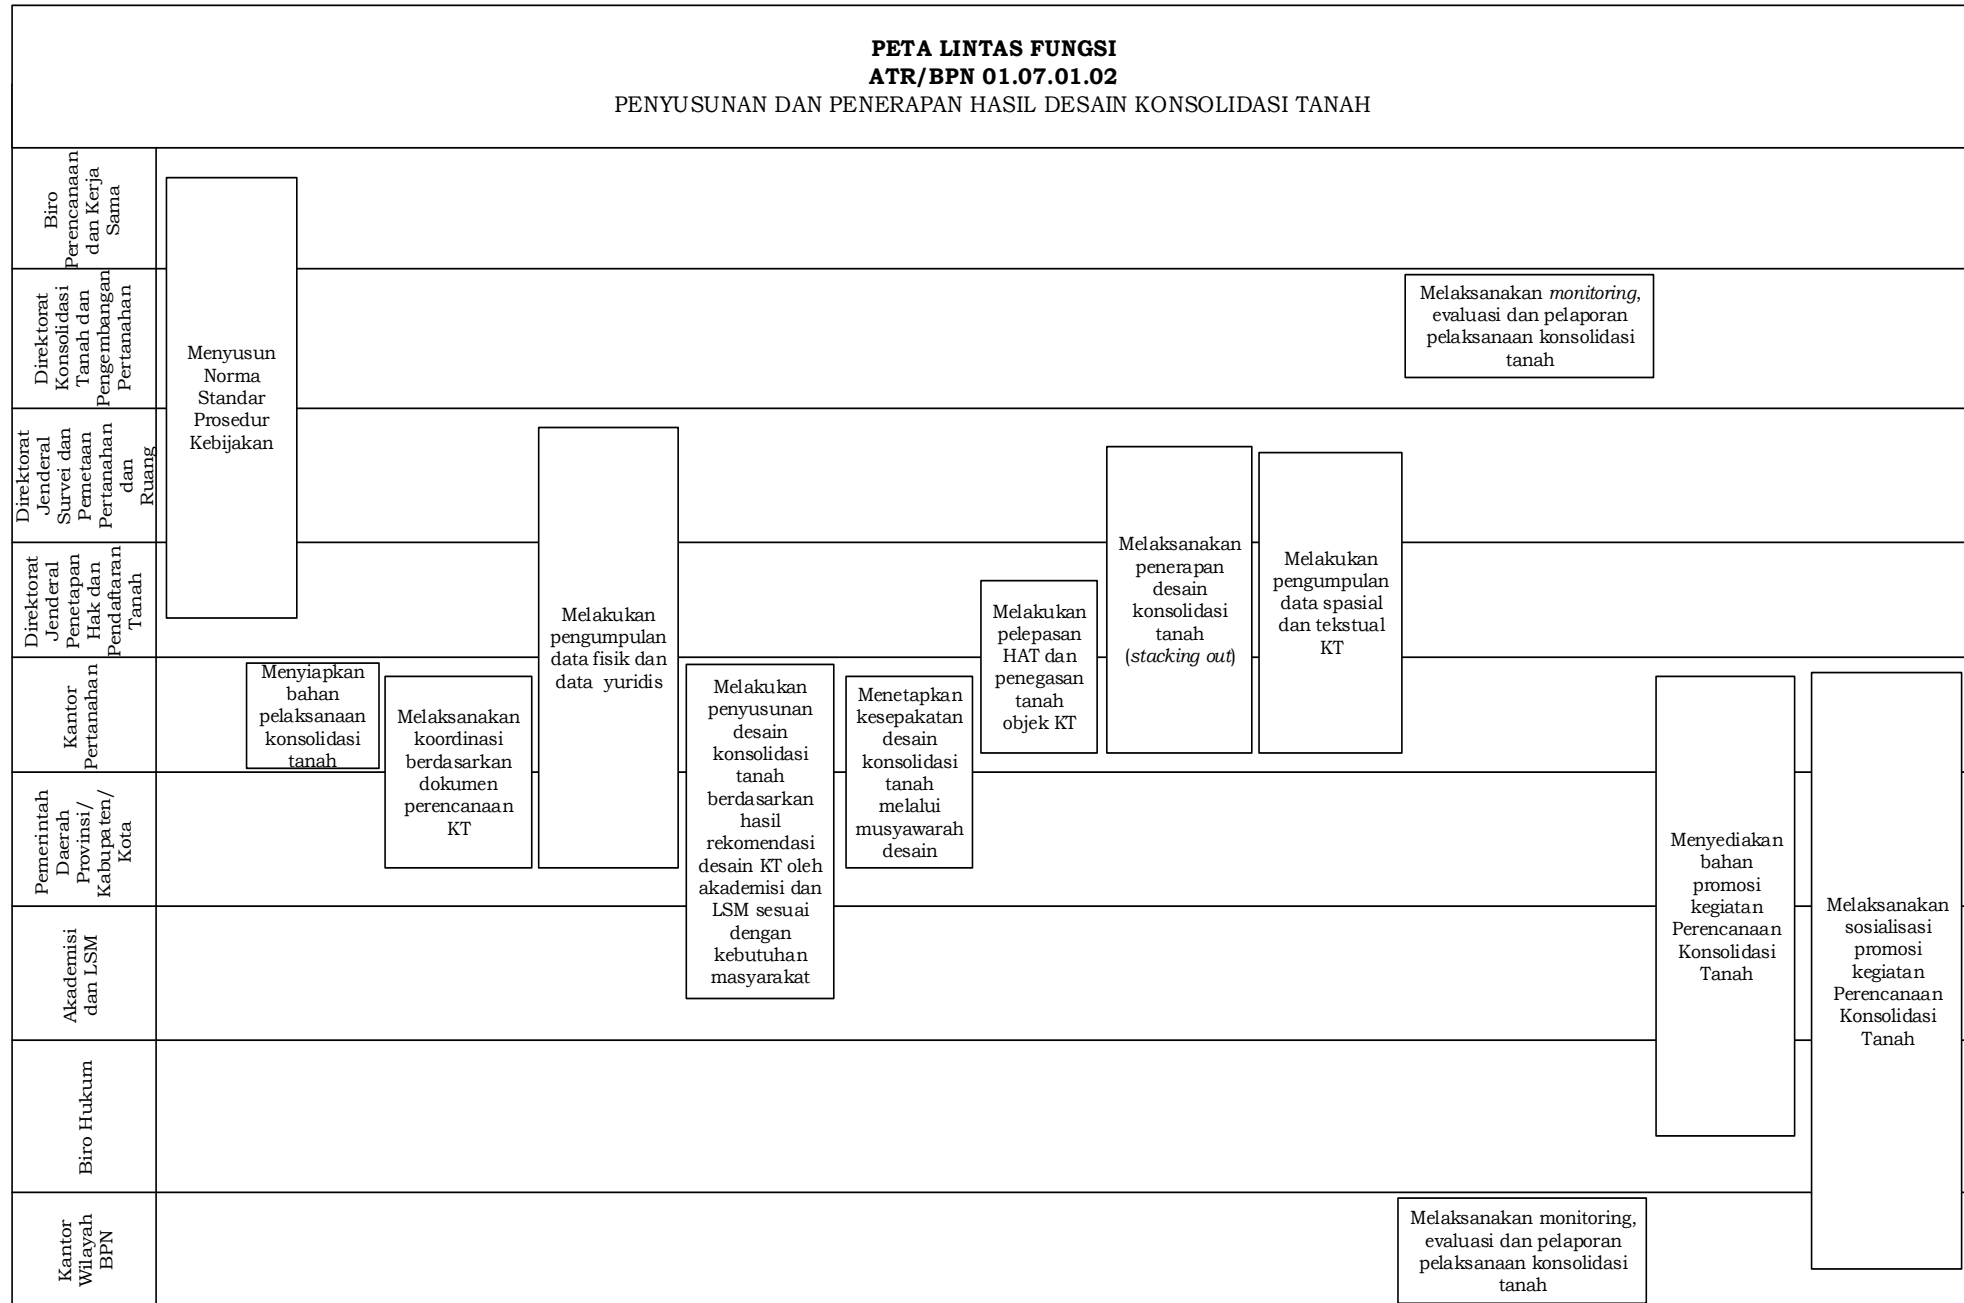 PETA LINTAS FUNGSI
ATR/BPN 01.07.01.02
PENYUSUNAN DAN PENERAPAN HASIL DESAIN KONSOLIDASI TANAH
Biro
Perencanaan
dan Kerja
Sama
Direktorat
Konsolidasi
Tanah dan
Pengembangan
Pertanahan
Direktorat
Jenderal
Survei dan
Pemetaan
Pertanahan
dan
Ruang
Direktorat
Jenderal
Penetapan
Hak dan
Pendaftaran
Tanah
Kantor
Pertanahan
Pemerintah
Daerah
Provinsi/
Kabupaten/
Kota
Akademisi
dan LSM
Biro Hukum
Kantor
Wilayah
BPN
Menyusun
Norma
Standar
Prosedur
Kebijakan
Menyiapkan
bahan
pelaksanaan
konsolidasi
tanah
Melaksanakan
koordinasi
berdasarkan
dokumen
perencanaan
KT
Melakukan
pengumpulan
data fisik dan
data yuridis
Melakukan
penyusunan
desain
konsolidasi
tanah
berdasarkan
hasil
rekomendasi
desain KT oleh
akademisi dan
LSM sesuai
dengan
kebutuhan
masyarakat
Menetapkan
kesepakatan
desain
konsolidasi
tanah
melalui
musyawarah
desain
Melakukan
pelepasan
HAT dan
penegasan
tanah
objek KT
Melaksanakan
penerapan
desain
konsolidasi
tanah
(stacking out)
Melakukan
pengumpulan
data spasial
dan tekstual
KT
Melaksanakan monitoring,
evaluasi dan pelaporan
pelaksanaan konsolidasi
tanah
Melaksanakan monitoring,
evaluasi dan pelaporan
pelaksanaan konsolidasi
tanah
Menyediakan
bahan
promosi
kegiatan
Perencanaan
Konsolidasi
Tanah
Melaksanakan
sosialisasi
promosi
kegiatan
Perencanaan
Konsolidasi
Tanah